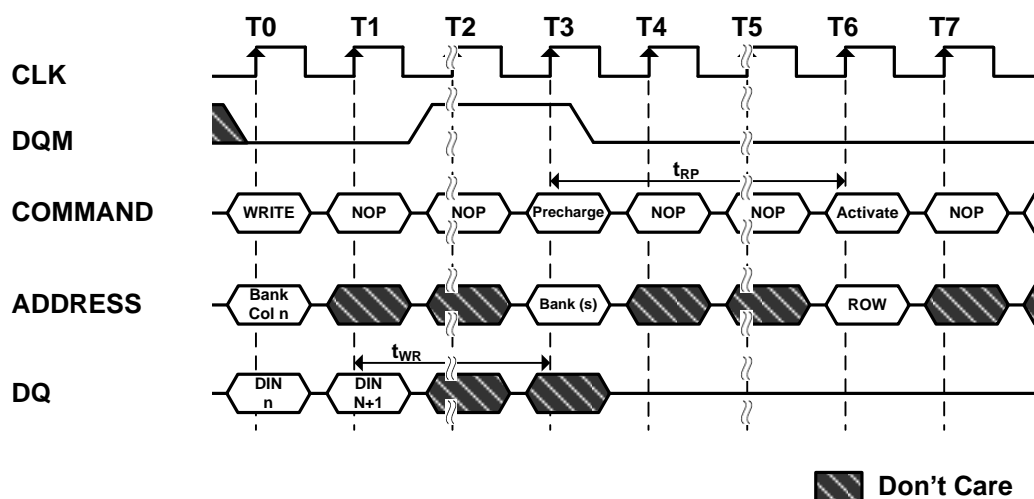 T0 T1 T2 T3 T4 T5 T6 T7
CLK
DQM
tRP
COMMAND WRITE NOP NOP Precharge NOP NOP Activate NOP
ADDRESS Bank Col n Bank (s) ROW
tWR
DQ DIN n DIN N+1
Don't Care